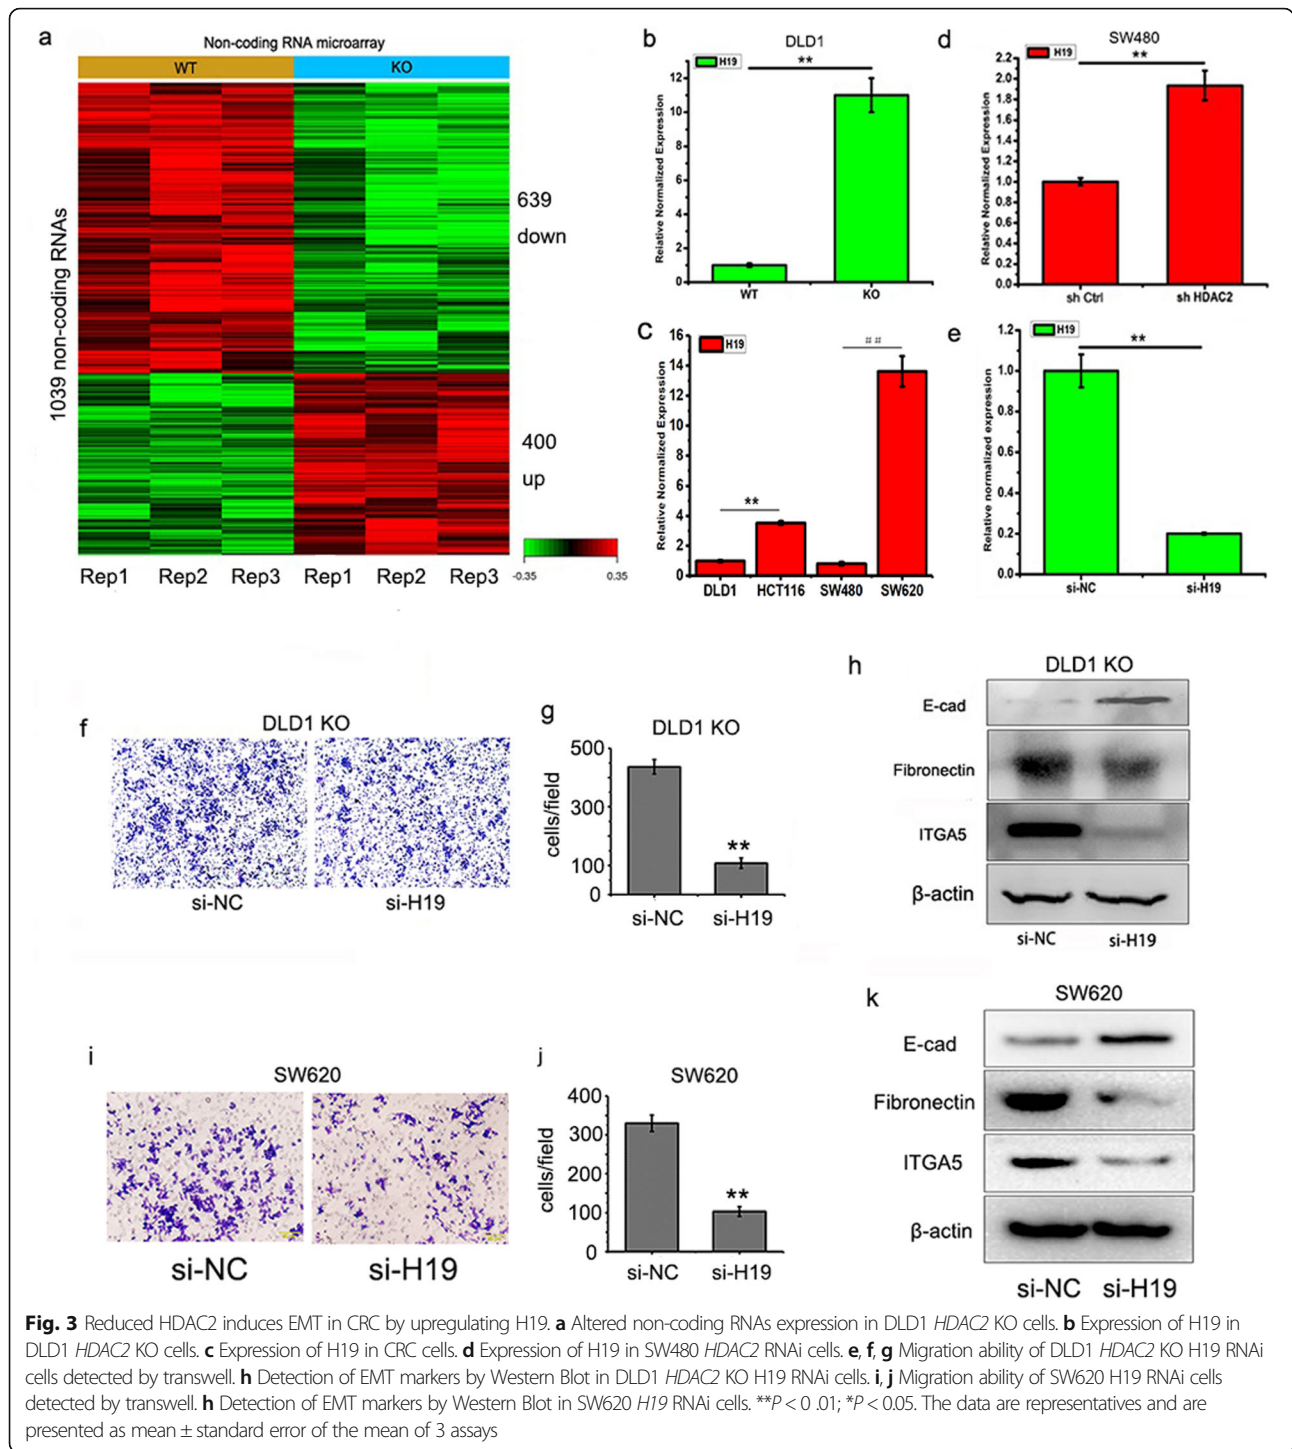 a
Non-coding RNA microarray
WT KO
1039 non-coding RNAs
639
down
400
up
-0.35 0.35
Rep1 Rep2 Rep3 Rep1 Rep2 Rep3
b
DLD1
H19
**
Relative Normalized Expression
12
10
8
6
4
2
0
WT KO
d
SW480
H19
**
Relative Normalized Expression
2.2
2.0
1.8
1.6
1.4
1.2
1.0
0.8
0.6
0.4
0.2
0.0
sh Ctrl sh HDAC2
c
H19
**
##
Relative Normalized Expression
16
14
12
10
8
6
4
2
0
DLD1 HCT116 SW480 SW620
e
H19
**
Relative normalized expression
1.2
1.0
0.8
0.6
0.4
0.2
0.0
si-NC si-H19
f
DLD1 KO
si-NC si-H19
g
DLD1 KO
cells/field
500
300
100
0
**
si-NC si-H19
h
DLD1 KO
E-cad
Fibronectin
ITGA5
β-actin
si-NC si-H19
i
SW620
si-NC si-H19
j
SW620
cells/field
400
300
200
100
0
**
si-NC si-H19
k
SW620
E-cad
Fibronectin
ITGA5
β-actin
si-NC si-H19
Fig. 3 Reduced HDAC2 induces EMT in CRC by upregulating H19. a Altered non-coding RNAs expression in DLD1 HDAC2 KO cells. b Expression of H19 in
DLD1 HDAC2 KO cells. c Expression of H19 in CRC cells. d Expression of H19 in SW480 HDAC2 RNAi cells. e, f, g Migration ability of DLD1 HDAC2 KO H19 RNAi
cells detected by transwell. h Detection of EMT markers by Western Blot in DLD1 HDAC2 KO H19 RNAi cells. i, j Migration ability of SW620 H19 RNAi cells
detected by transwell. h Detection of EMT markers by Western Blot in SW620 H19 RNAi cells. **P < 0 .01; *P < 0.05. The data are representatives and are
presented as mean ± standard error of the mean of 3 assays